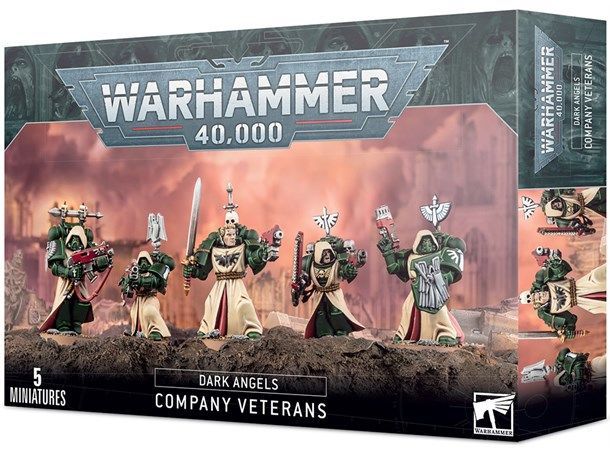 WARHAMMER
40,000
5
MINIATURES
DARK ANGELS
COMPANY VETERANS
WARHAMMER
WARHAMMER
40,000
DARK ANGELS
COMPANY VETERANS